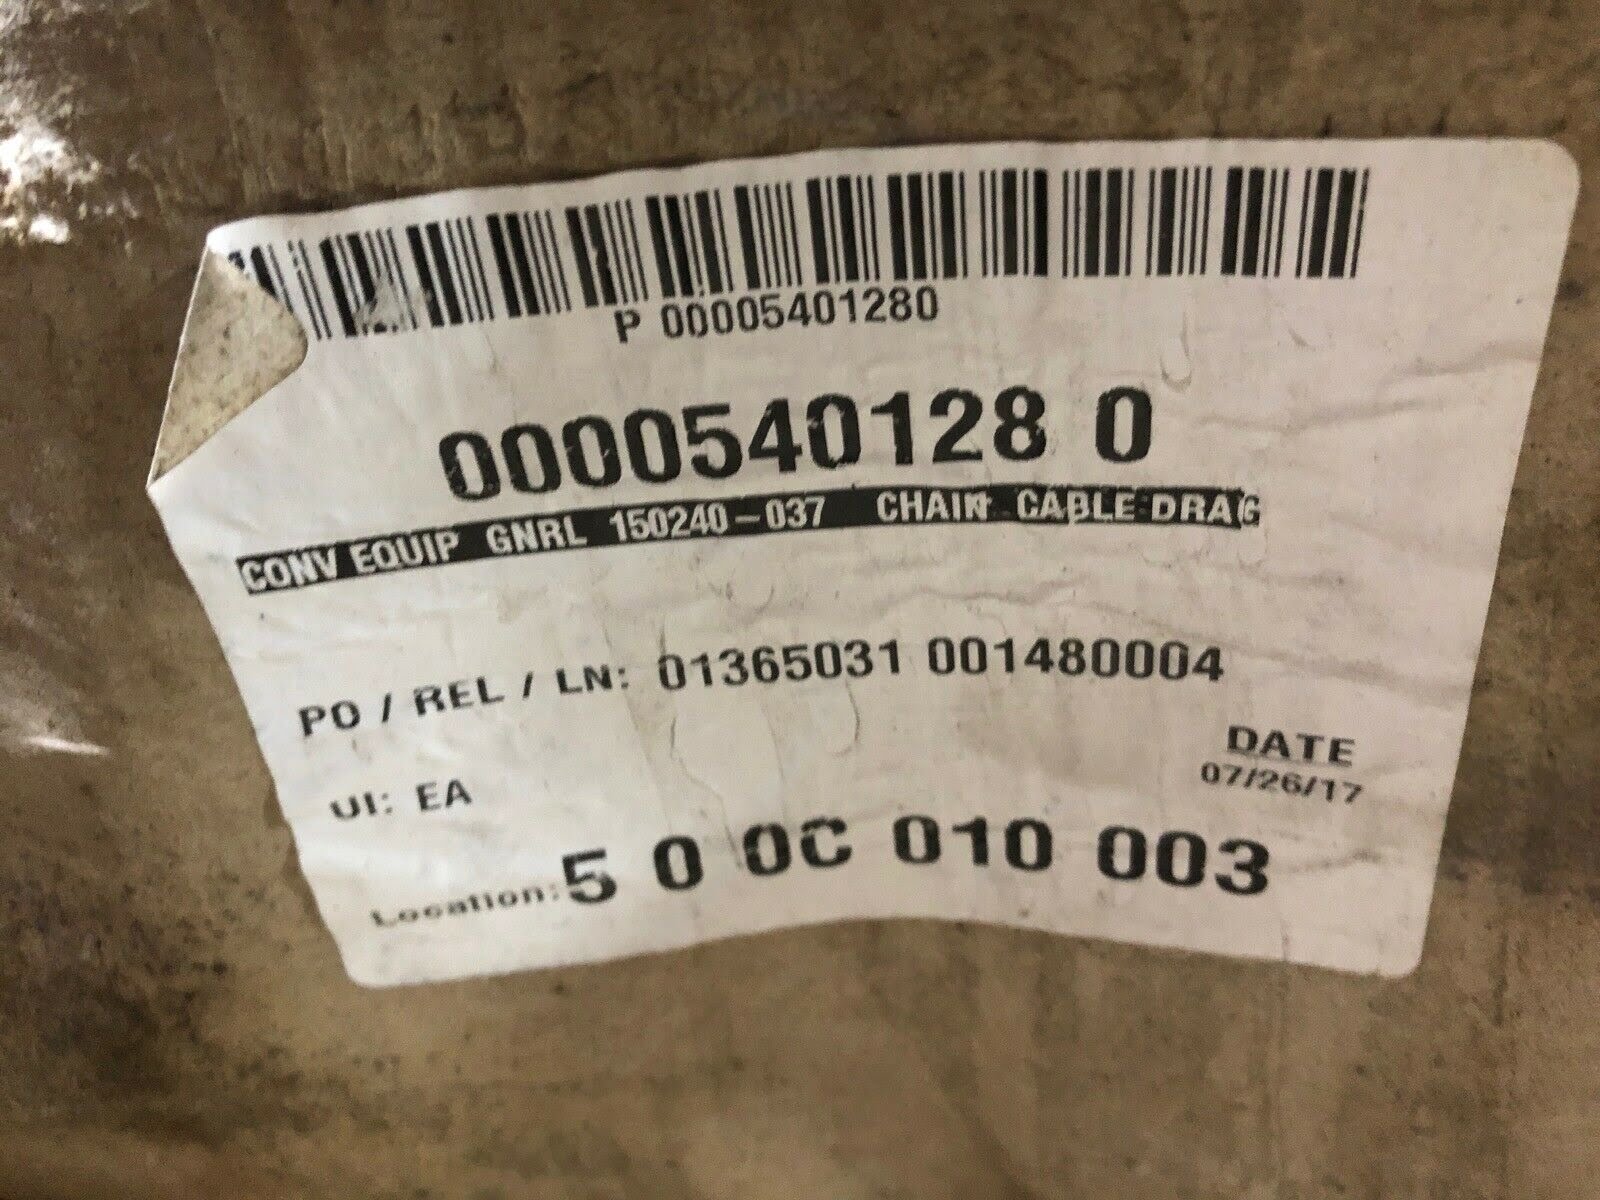 P 00005401280
0000540128 0
CONV EQUIP GNRL 150240-037 CHAIN CABLE DRAG
PO / REL / LN: 01365031 001480004
DATE
07/26/17
UI: EA
Location: 5 0 0C 010 003